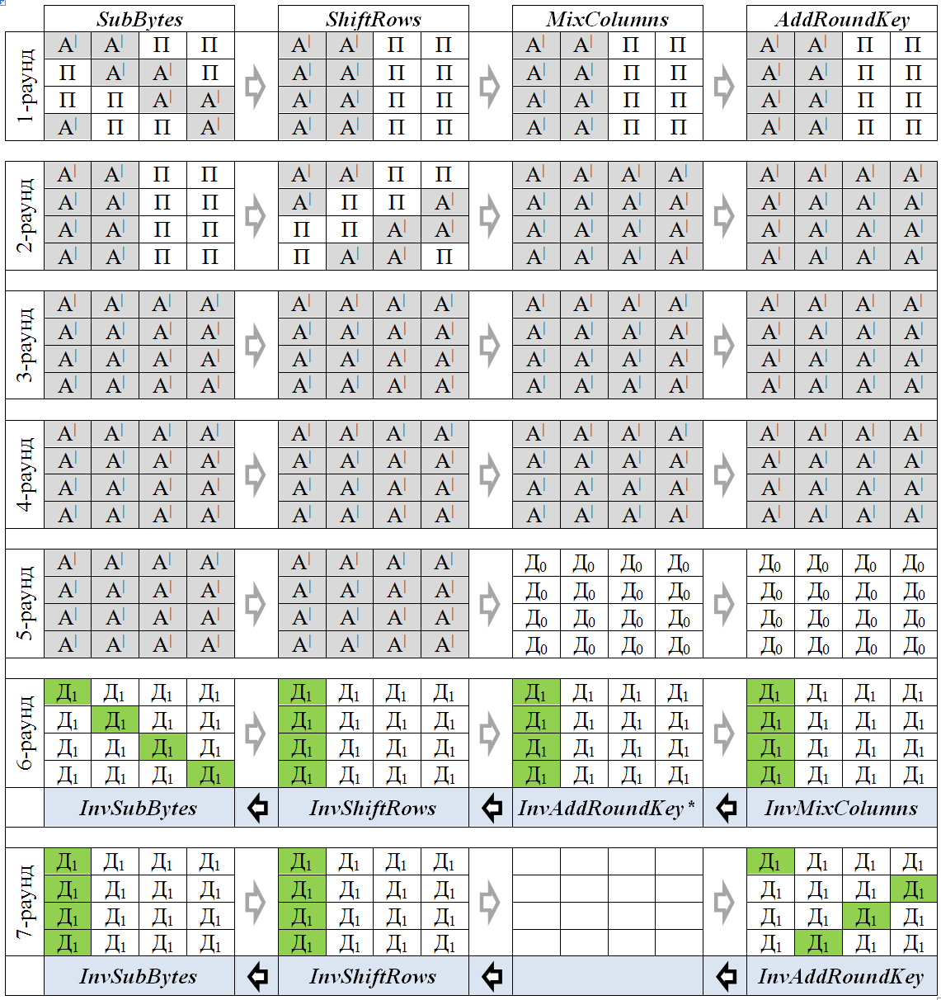 SubBytes ShiftRows MixColumns AddRoundKey
1-раунд
А| А| П П А| А| П П А| А| П П А| А| П П
П А| А| П А| А| П П А| А| П П А| А| П П
П П А| А| А| А| П П А| А| П П А| А| П П
А| П П А| А| А| П П А| А| П П А| А| П П
2-раунд
А| А| П П А| А| П П А| А| А| А| А| А| А| А|
А| А| П П А| П П А| А| А| А| А| А| А| А| А|
А| А| П П П П А| А| А| А| А| А| А| А| А| А|
А| А| П П П А| А| П А| А| А| А| А| А| А| А|
3-раунд
А| А| А| А| А| А| А| А| А| А| А| А| А| А| А| А|
А| А| А| А| А| А| А| А| А| А| А| А| А| А| А| А|
А| А| А| А| А| А| А| А| А| А| А| А| А| А| А| А|
А| А| А| А| А| А| А| А| А| А| А| А| А| А| А| А|
4-раунд
А| А| А| А| А| А| А| А| А| А| А| А| А| А| А| А|
А| А| А| А| А| А| А| А| А| А| А| А| А| А| А| А|
А| А| А| А| А| А| А| А| А| А| А| А| А| А| А| А|
А| А| А| А| А| А| А| А| А| А| А| А| А| А| А| А|
5-раунд
А| А| А| А| А| А| А| А| Д₀ Д₀ Д₀ Д₀ Д₀ Д₀ Д₀ Д₀
А| А| А| А| А| А| А| А| Д₀ Д₀ Д₀ Д₀ Д₀ Д₀ Д₀ Д₀
А| А| А| А| А| А| А| А| Д₀ Д₀ Д₀ Д₀ Д₀ Д₀ Д₀ Д₀
А| А| А| А| А| А| А| А| Д₀ Д₀ Д₀ Д₀ Д₀ Д₀ Д₀ Д₀
6-раунд
Д₁ Д₁ Д₁ Д₁ Д₁ Д₁ Д₁ Д₁ Д₁ Д₁ Д₁ Д₁ Д₁ Д₁ Д₁ Д₁
Д₁ Д₁ Д₁ Д₁ Д₁ Д₁ Д₁ Д₁ Д₁ Д₁ Д₁ Д₁ Д₁ Д₁ Д₁ Д₁
Д₁ Д₁ Д₁ Д₁ Д₁ Д₁ Д₁ Д₁ Д₁ Д₁ Д₁ Д₁ Д₁ Д₁ Д₁ Д₁
Д₁ Д₁ Д₁ Д₁ Д₁ Д₁ Д₁ Д₁ Д₁ Д₁ Д₁ Д₁ Д₁ Д₁ Д₁ Д₁
InvSubBytes InvShiftRows InvAddRoundKey* InvMixColumns
7-раунд
Д₁ Д₁ Д₁ Д₁ Д₁ Д₁ Д₁ Д₁ Д₁ Д₁ Д₁ Д₁
Д₁ Д₁ Д₁ Д₁ Д₁ Д₁ Д₁ Д₁ Д₁ Д₁ Д₁ Д₁
Д₁ Д₁ Д₁ Д₁ Д₁ Д₁ Д₁ Д₁ Д₁ Д₁ Д₁ Д₁
Д₁ Д₁ Д₁ Д₁ Д₁ Д₁ Д₁ Д₁ Д₁ Д₁ Д₁ Д₁
InvSubBytes InvShiftRows InvAddRoundKey